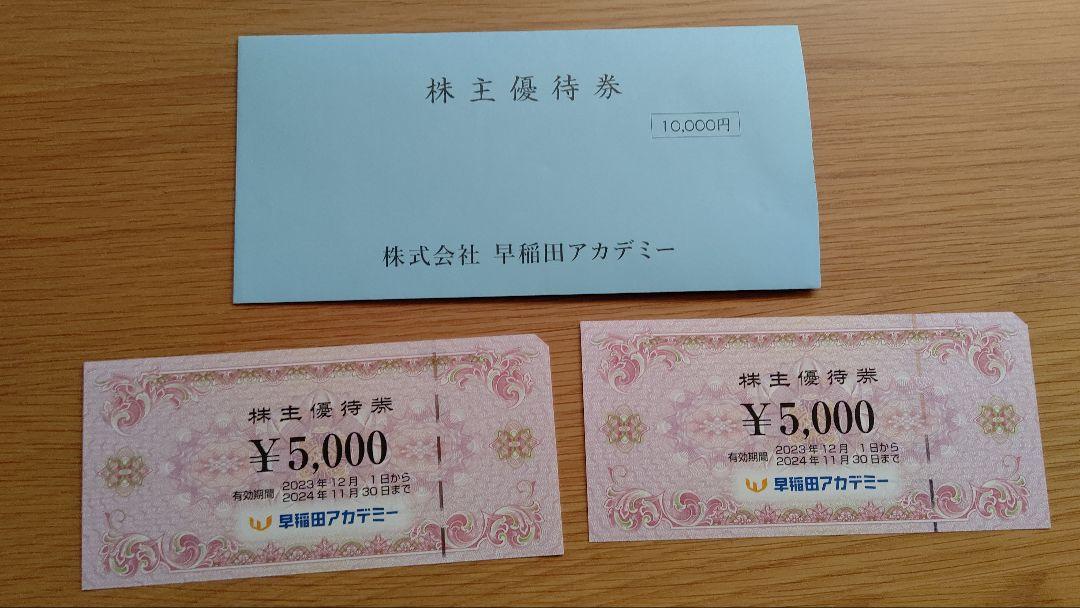 株主優待券
10,000円
株式会社 早稲田アカデミー
株主優待券
￥5,000
有効期間 2023年12月 1日から
2024年11月30日まで
早稲田アカデミー
株主優待券
￥5,000
有効期間 2023年12月 1日から
2024年11月30日まで
早稲田アカデミー